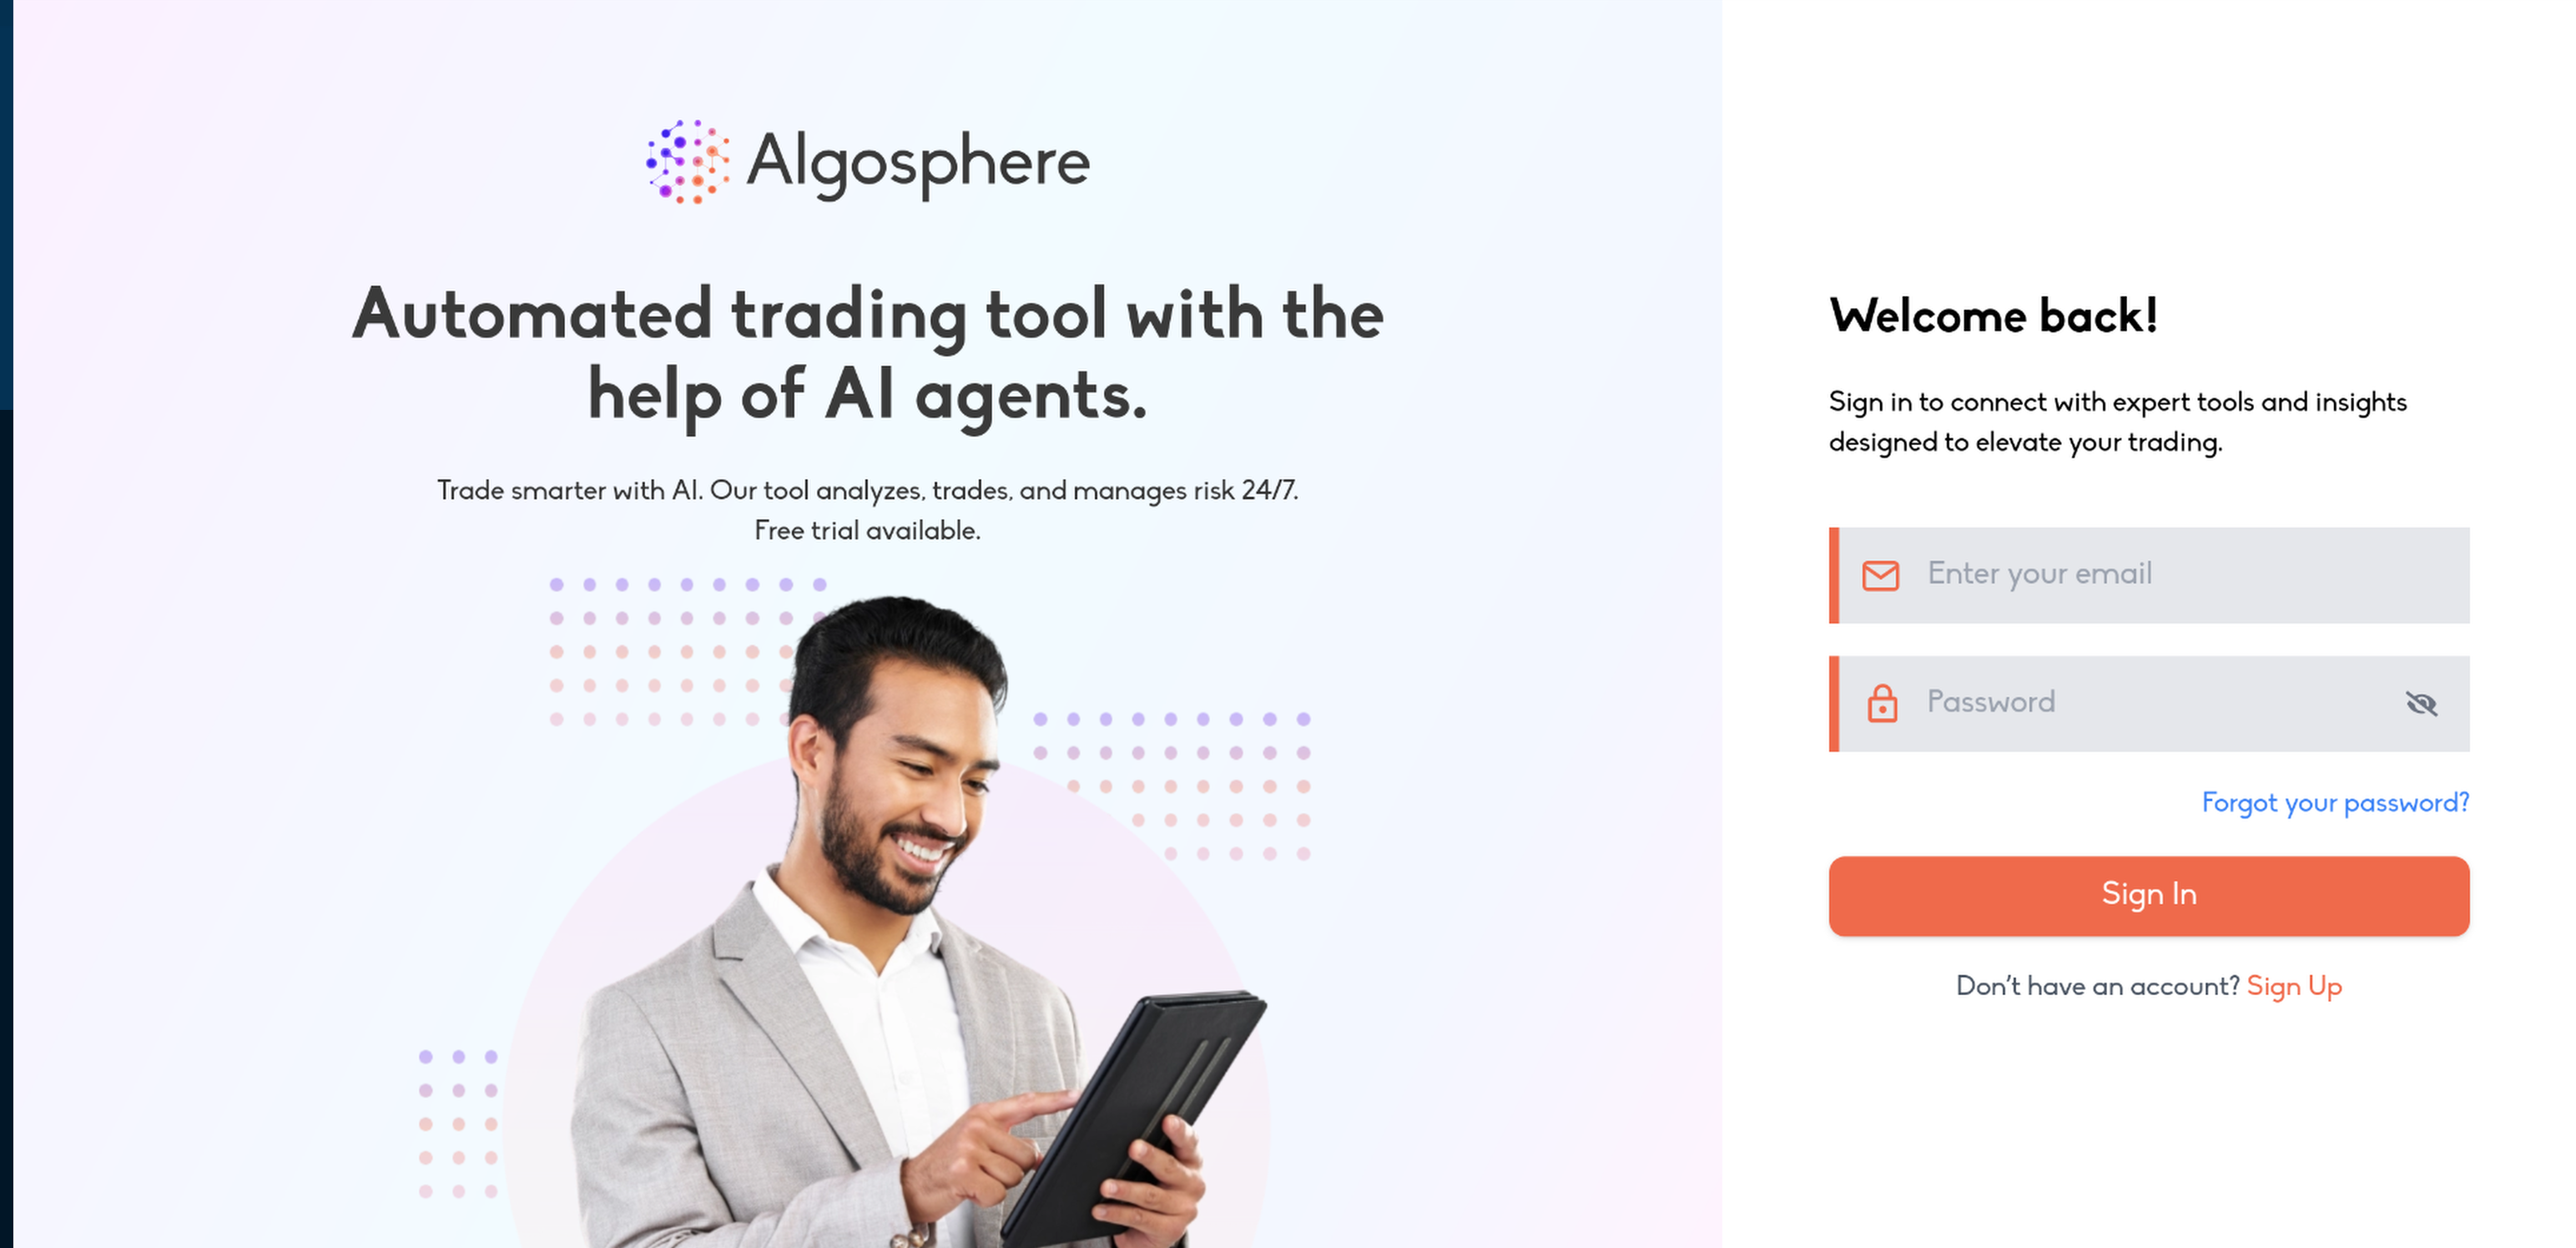 Algosphere
Automated trading tool with the
help of AI agents.
Trade smarter with AI. Our tool analyzes, trades, and manages risk 24/7.
Free trial available.
Welcome back!
Sign in to connect with expert tools and insights
designed to elevate your trading.
Enter your email
Password
Forgot your password?
Sign In
Don't have an account? Sign Up